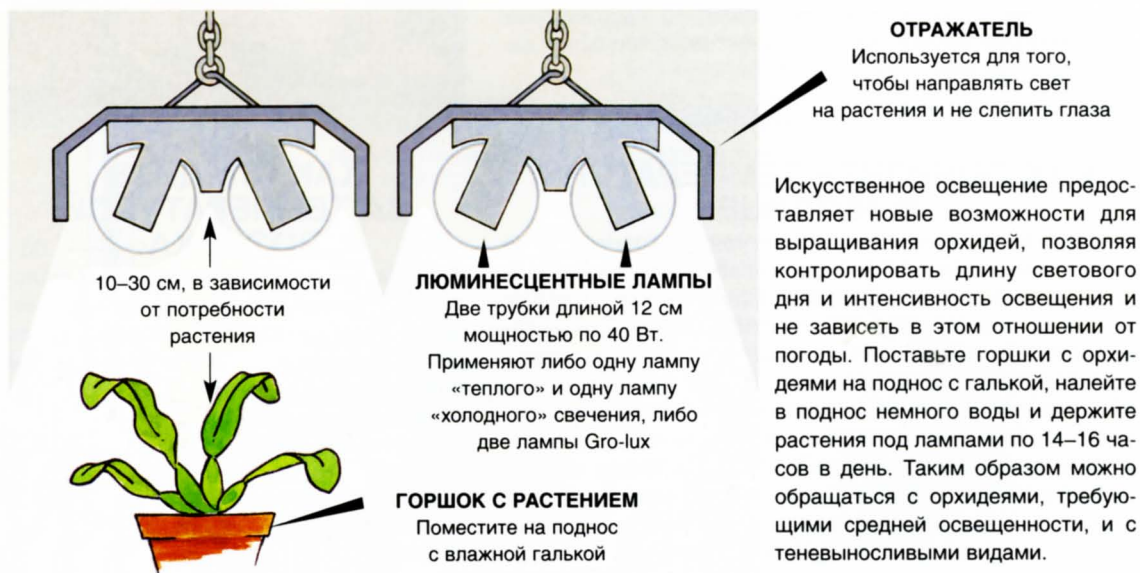 ОТРАЖАТЕЛЬ
Используется для того,
чтобы направлять свет
на растения и не слепить глаза
10–30 см, в зависимости
от потребности
растения
ЛЮМИНЕСЦЕНТНЫЕ ЛАМПЫ
Две трубки длиной 12 см
мощностью по 40 Вт.
Применяют либо одну лампу
«теплого» и одну лампу
«холодного» свечения, либо
две лампы Gro-lux
ГОРШОК С РАСТЕНИЕМ
Поместите на поднос
с влажной галькой
Искусственное освещение предос-
тавляет новые возможности для
выращивания орхидей, позволяя
контролировать длину светового
дня и интенсивность освещения и
не зависеть в этом отношении от
погоды. Поставьте горшки с орхи-
деями на поднос с галькой, налейте
в поднос немного воды и держите
растения под лампами по 14–16 ча-
сов в день. Таким образом можно
обращаться с орхидеями, требую-
щими средней освещенности, и с
теневыносливыми видами.